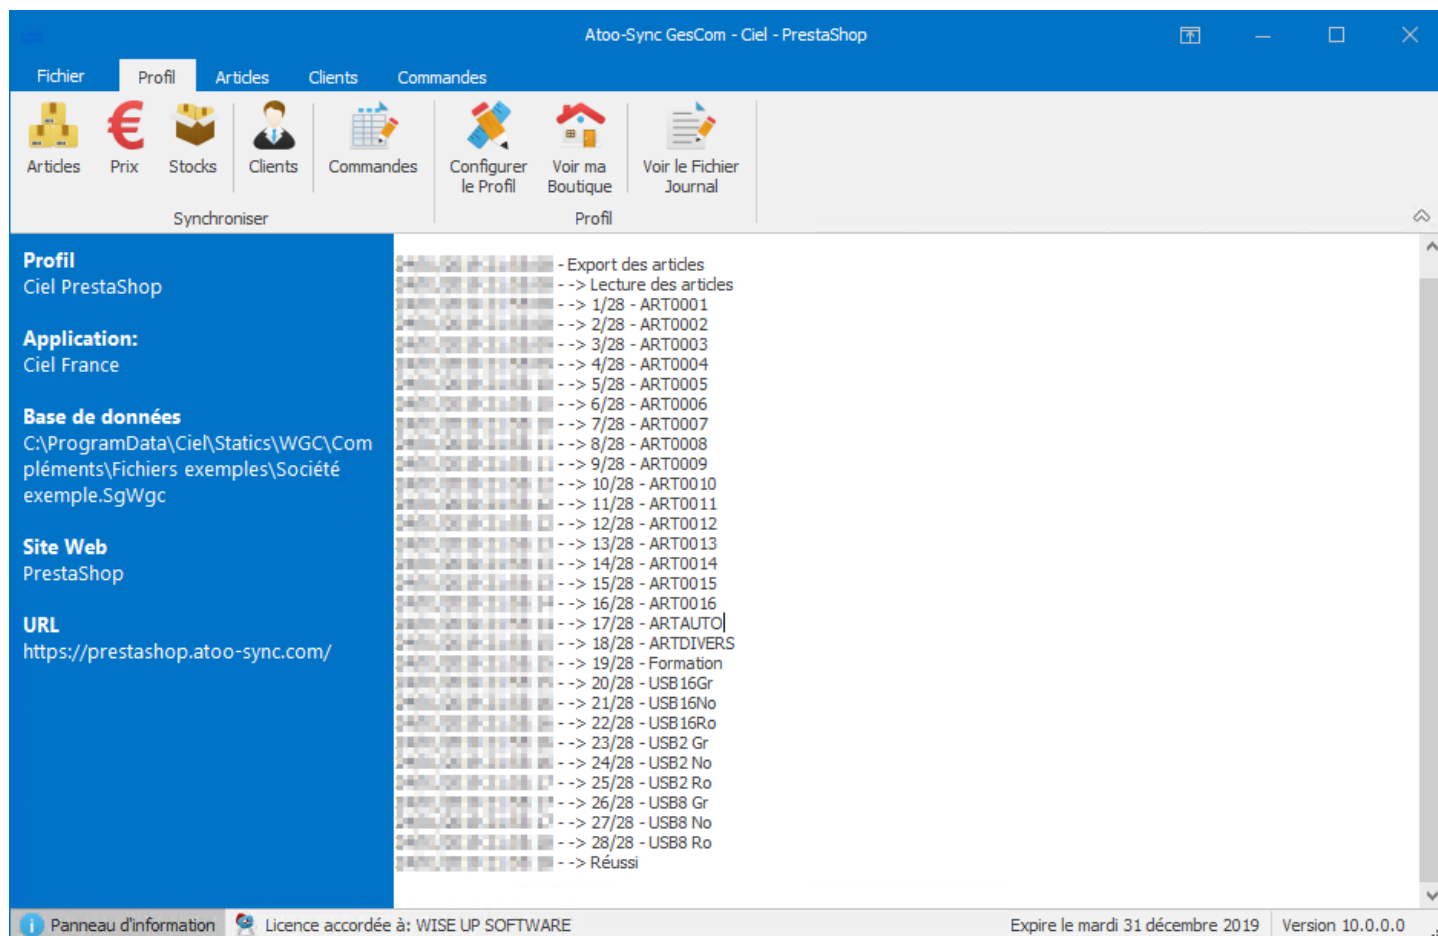 Atoo-Sync GesCom - Ciel - PrestaShop
Fichier Profil Articles Clients Commandes
Articles Prix Stocks Clients Commandes Configurer le Profil Voir ma Boutique Voir le Fichier Journal
Synchroniser Profil
Profil
Ciel PrestaShop
Application:
Ciel France
Base de données
C:\ProgramData\Ciel\Statics\WGC\Com
pléments\Fichiers exemples\Société
exemple.SgWgc
Site Web
PrestaShop
URL
https://prestashop.atoo-sync.com/
- Export des articles
- --> Lecture des articles
- --> 1/28 - ART0001
- --> 2/28 - ART0002
- --> 3/28 - ART0003
- --> 4/28 - ART0004
- --> 5/28 - ART0005
- --> 6/28 - ART0006
- --> 7/28 - ART0007
- --> 8/28 - ART0008
- --> 9/28 - ART0009
- --> 10/28 - ART0010
- --> 11/28 - ART0011
- --> 12/28 - ART0012
- --> 13/28 - ART0013
- --> 14/28 - ART0014
- --> 15/28 - ART0015
- --> 16/28 - ART0016
- --> 17/28 - ARTAUTO
- --> 18/28 - ARTDIVERS
- --> 19/28 - Formation
- --> 20/28 - USB16Gr
- --> 21/28 - USB16No
- --> 22/28 - USB16Ro
- --> 23/28 - USB2 Gr
- --> 24/28 - USB2 No
- --> 25/28 - USB2 Ro
- --> 26/28 - USB8 Gr
- --> 27/28 - USB8 No
- --> 28/28 - USB8 Ro
- --> Réussi
Panneau d'information Licence accordée à: WISE UP SOFTWARE Expire le mardi 31 décembre 2019 Version 10.0.0.0